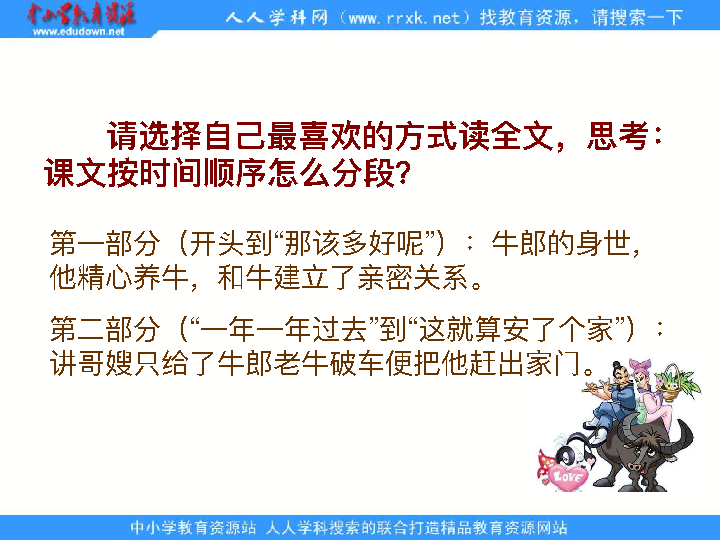 中小学教育资源
www.edudown.net
人人学科网（www.rrxk.net）找教育资源，请搜索一下
请选择自己最喜欢的方式读全文，思考：
课文按时间顺序怎么分段？
第一部分（开头到“那该多好呢”）：牛郎的身世，
他精心养牛，和牛建立了亲密关系。
第二部分（“一年一年过去”到“这就算安了个家”）：
讲哥嫂只给了牛郎老牛破车便把他赶出家门。
LOVE
中小学教育资源站 人人学科搜索的联合打造精品教育资源网站